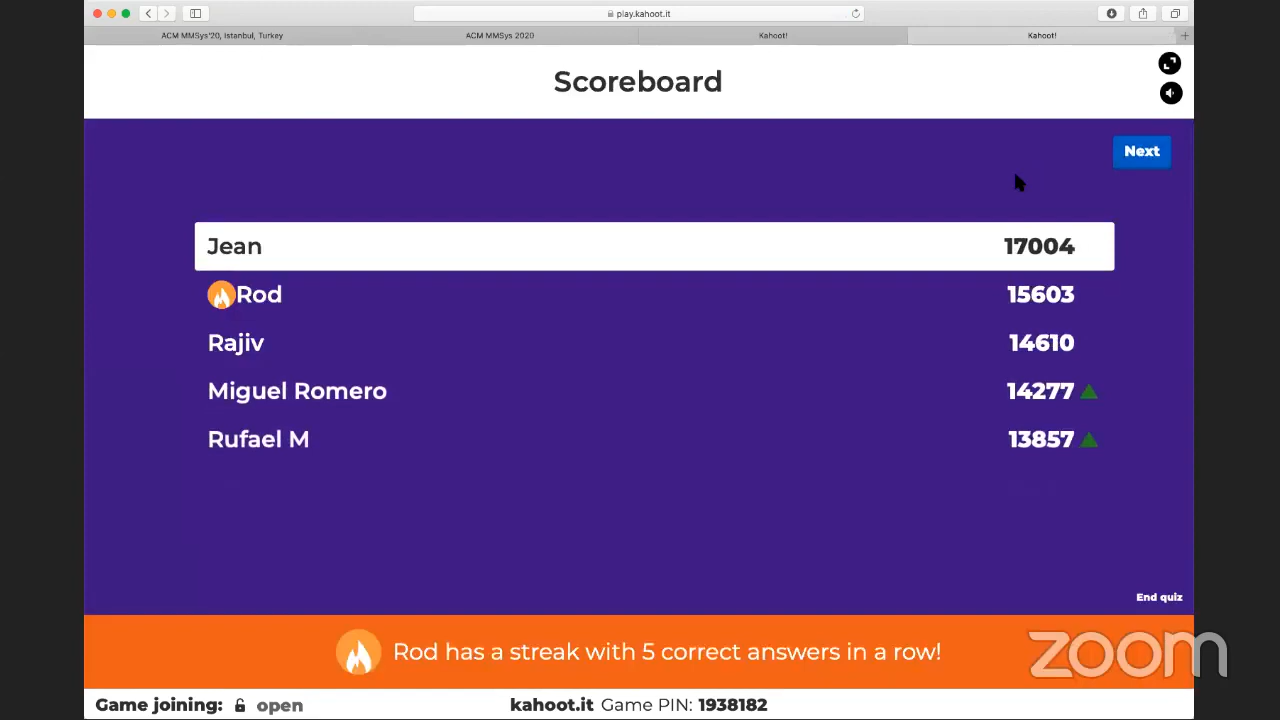 play.kahoot.it
ACM MMSys'20, Istanbul, Turkey
ACM MMSys 2020
Kahoot!
Kahoot!
Scoreboard
Next
Jean 17004
Rod 15603
Rajiv 14610
Miguel Romero 14277
Rufael M 13857
End quiz
Rod has a streak with 5 correct answers in a row!
zoom
Game joining: open kahoot.it Game PIN: 1938182